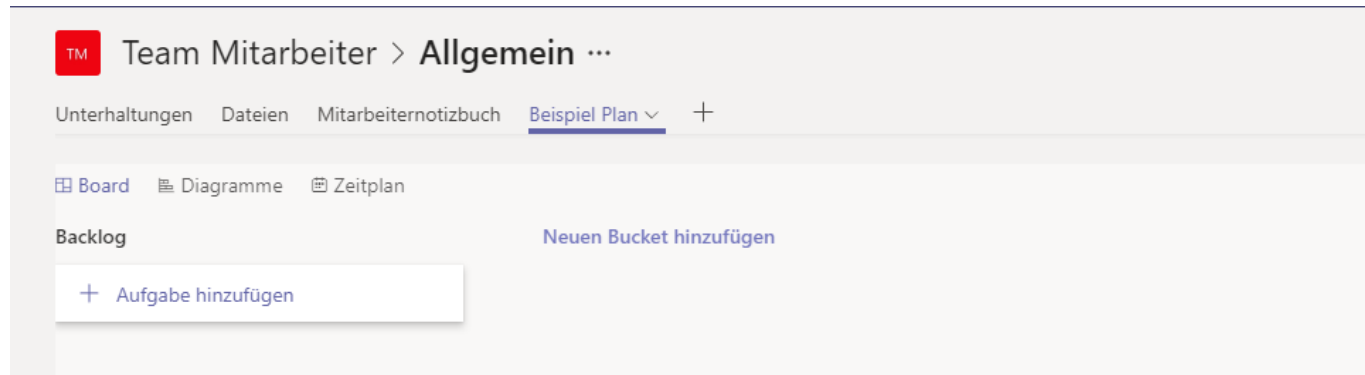 TM Team Mitarbeiter > Allgemein ···
Unterhaltungen Dateien Mitarbeiternotizbuch Beispiel Plan +
Board Diagramme Zeitplan
Backlog Neuen Bucket hinzufügen
+ Aufgabe hinzufügen